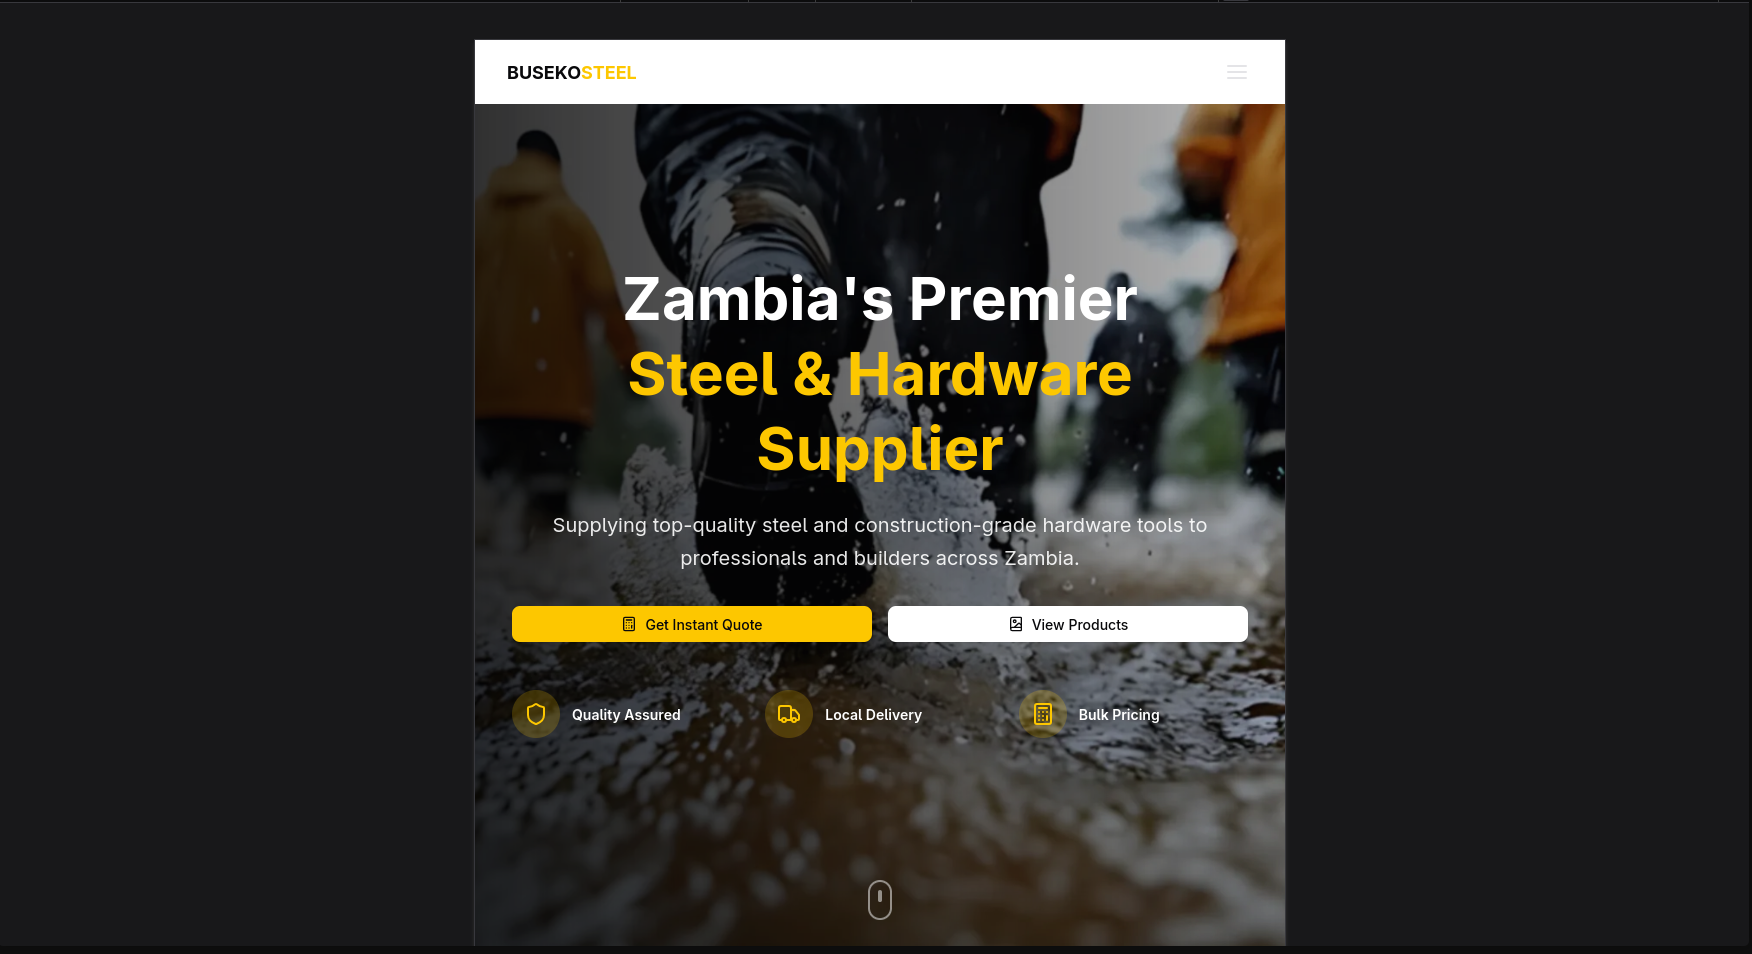 BUSEKOSTEEL
Zambia's Premier
Steel & Hardware
Supplier
Supplying top-quality steel and construction-grade hardware tools to
professionals and builders across Zambia.
Get Instant Quote
View Products
Quality Assured
Local Delivery
Bulk Pricing